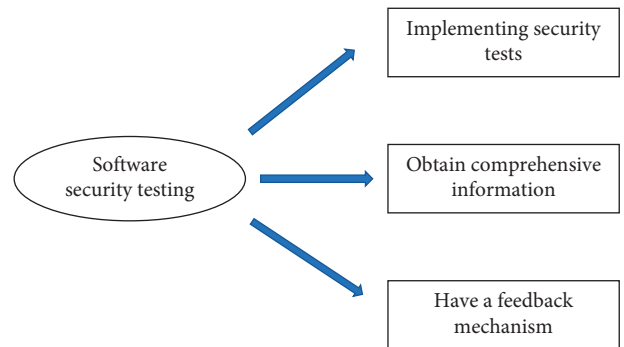 Implementing security
tests
Software
security testing
Obtain comprehensive
information
Have a feedback
mechanism